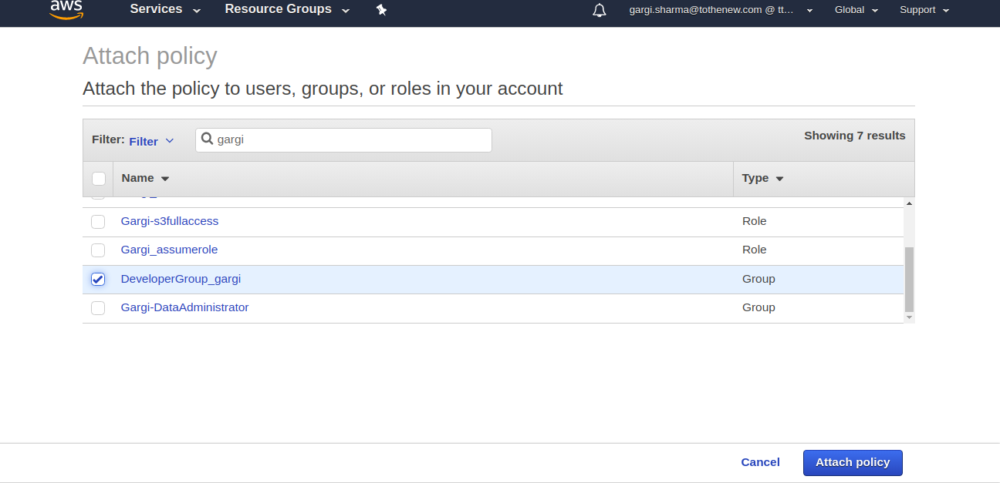 aws Services Resource Groups gargi.sharma@tothenew.com @ tt... Global Support
Attach policy
Attach the policy to users, groups, or roles in your account
Filter: Filter gargi Showing 7 results
Name Type
Gargi-s3fullaccess Role
Gargi_assumerole Role
DeveloperGroup_gargi Group
Gargi-DataAdministrator Group
Cancel Attach policy